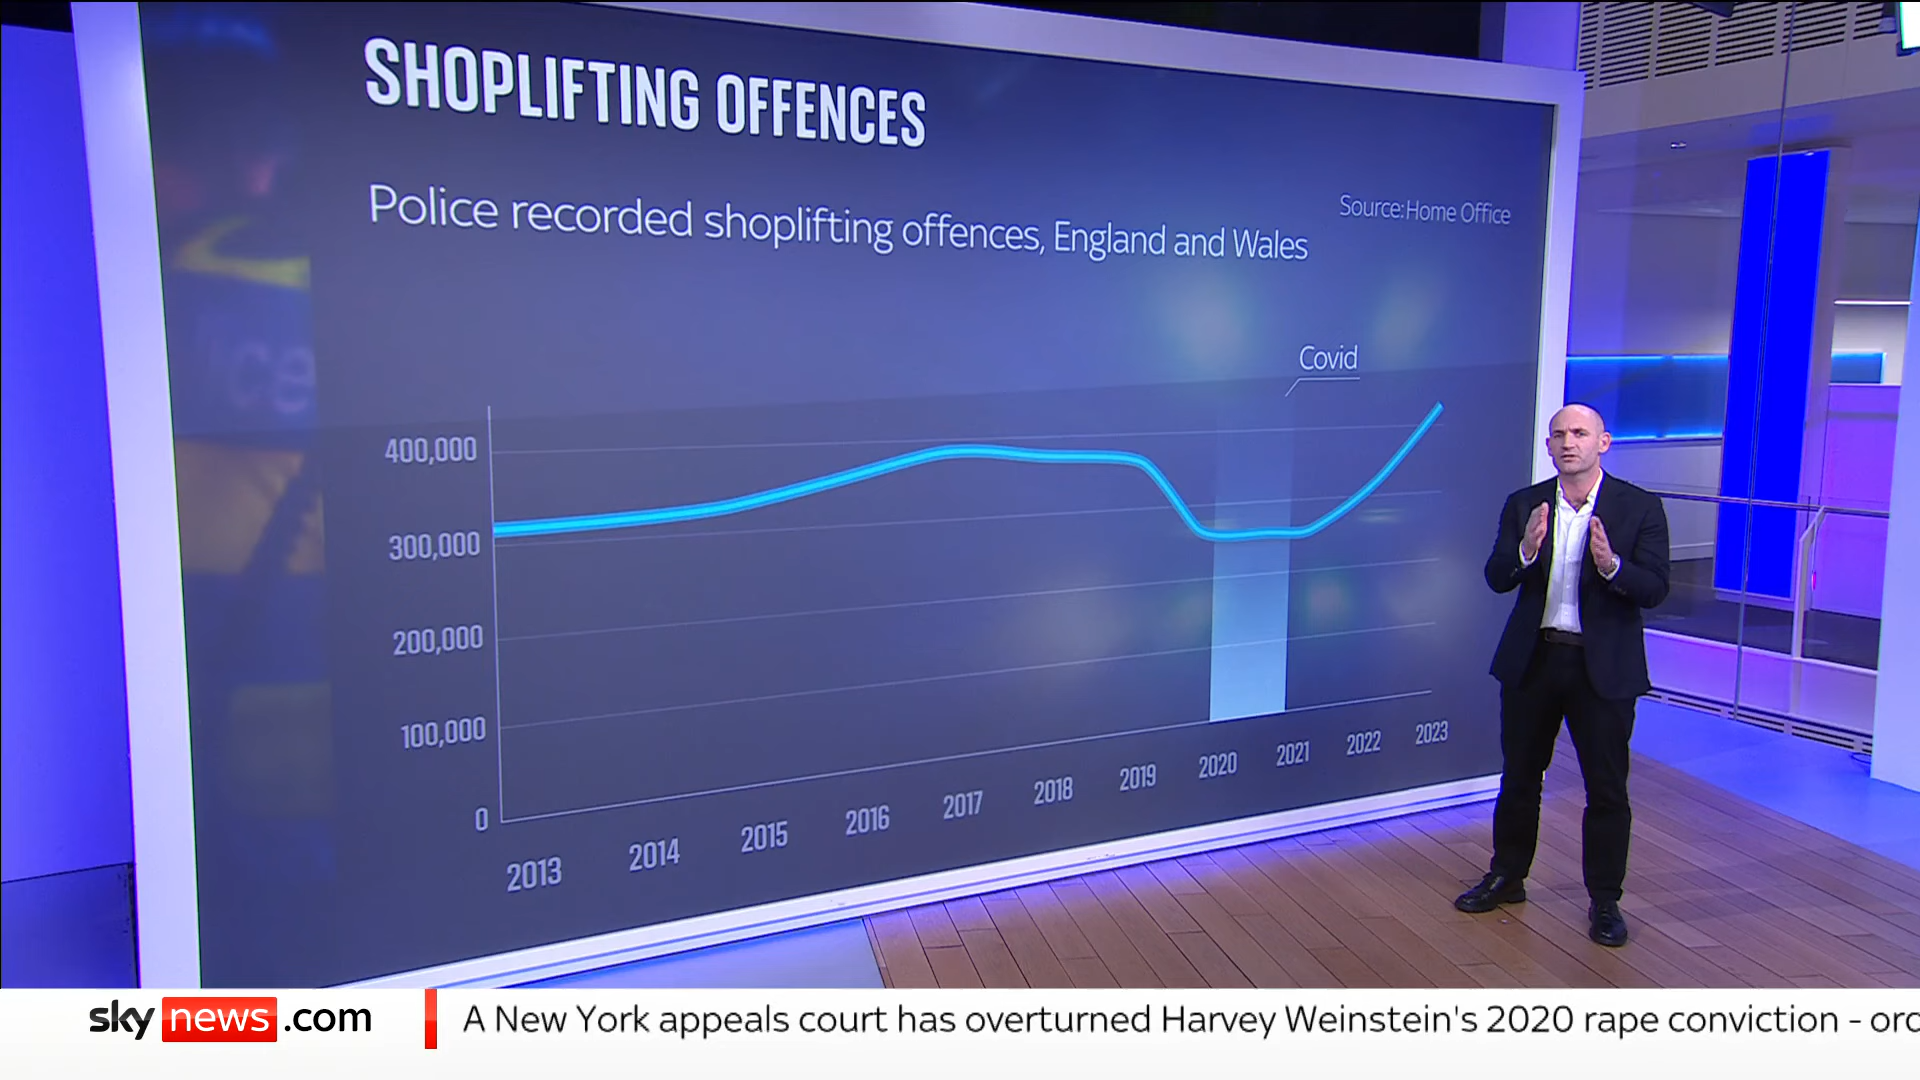 SHOPLIFTING OFFENCES
Police recorded shoplifting offences, England and Wales
Source: Home Office
Covid
400,000
300,000
200,000
100,000
0
2013 2014 2015 2016 2017 2018 2019 2020 2021 2022 2023
sky news .com
A New York appeals court has overturned Harvey Weinstein's 2020 rape conviction -